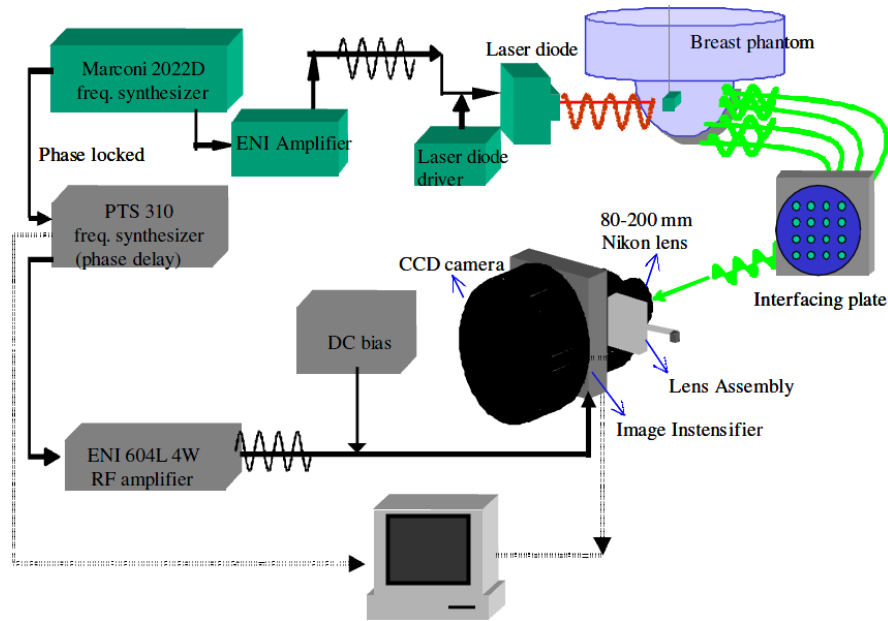 Marconi 2022D
freq. synthesizer
ENI Amplifier
Laser diode
Laser diode
driver
Breast phantom
Phase locked
PTS 310
freq. synthesizer
(phase delay)
80-200 mm
Nikon lens
CCD camera
Interfacing plate
DC bias
Lens Assembly
Image Instensifier
ENI 604L 4W
RF amplifier